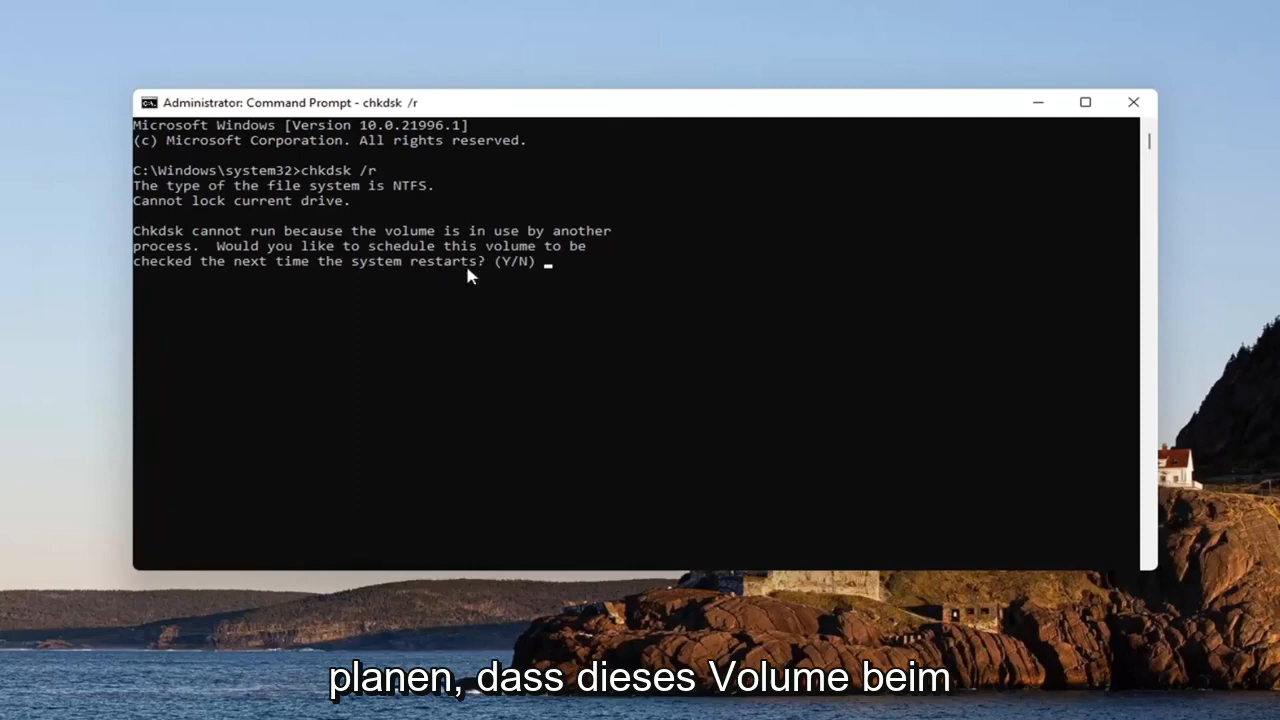 Administrator: Command Prompt - chkdsk /r
Microsoft Windows [Version 10.0.21996.1]
(c) Microsoft Corporation. All rights reserved.
C:\Windows\system32>chkdsk /r
The type of the file system is NTFS.
Cannot lock current drive.
Chkdsk cannot run because the volume is in use by another
process.  Would you like to schedule this volume to be
checked the next time the system restarts? (Y/N)
planen, dass dieses Volume beim